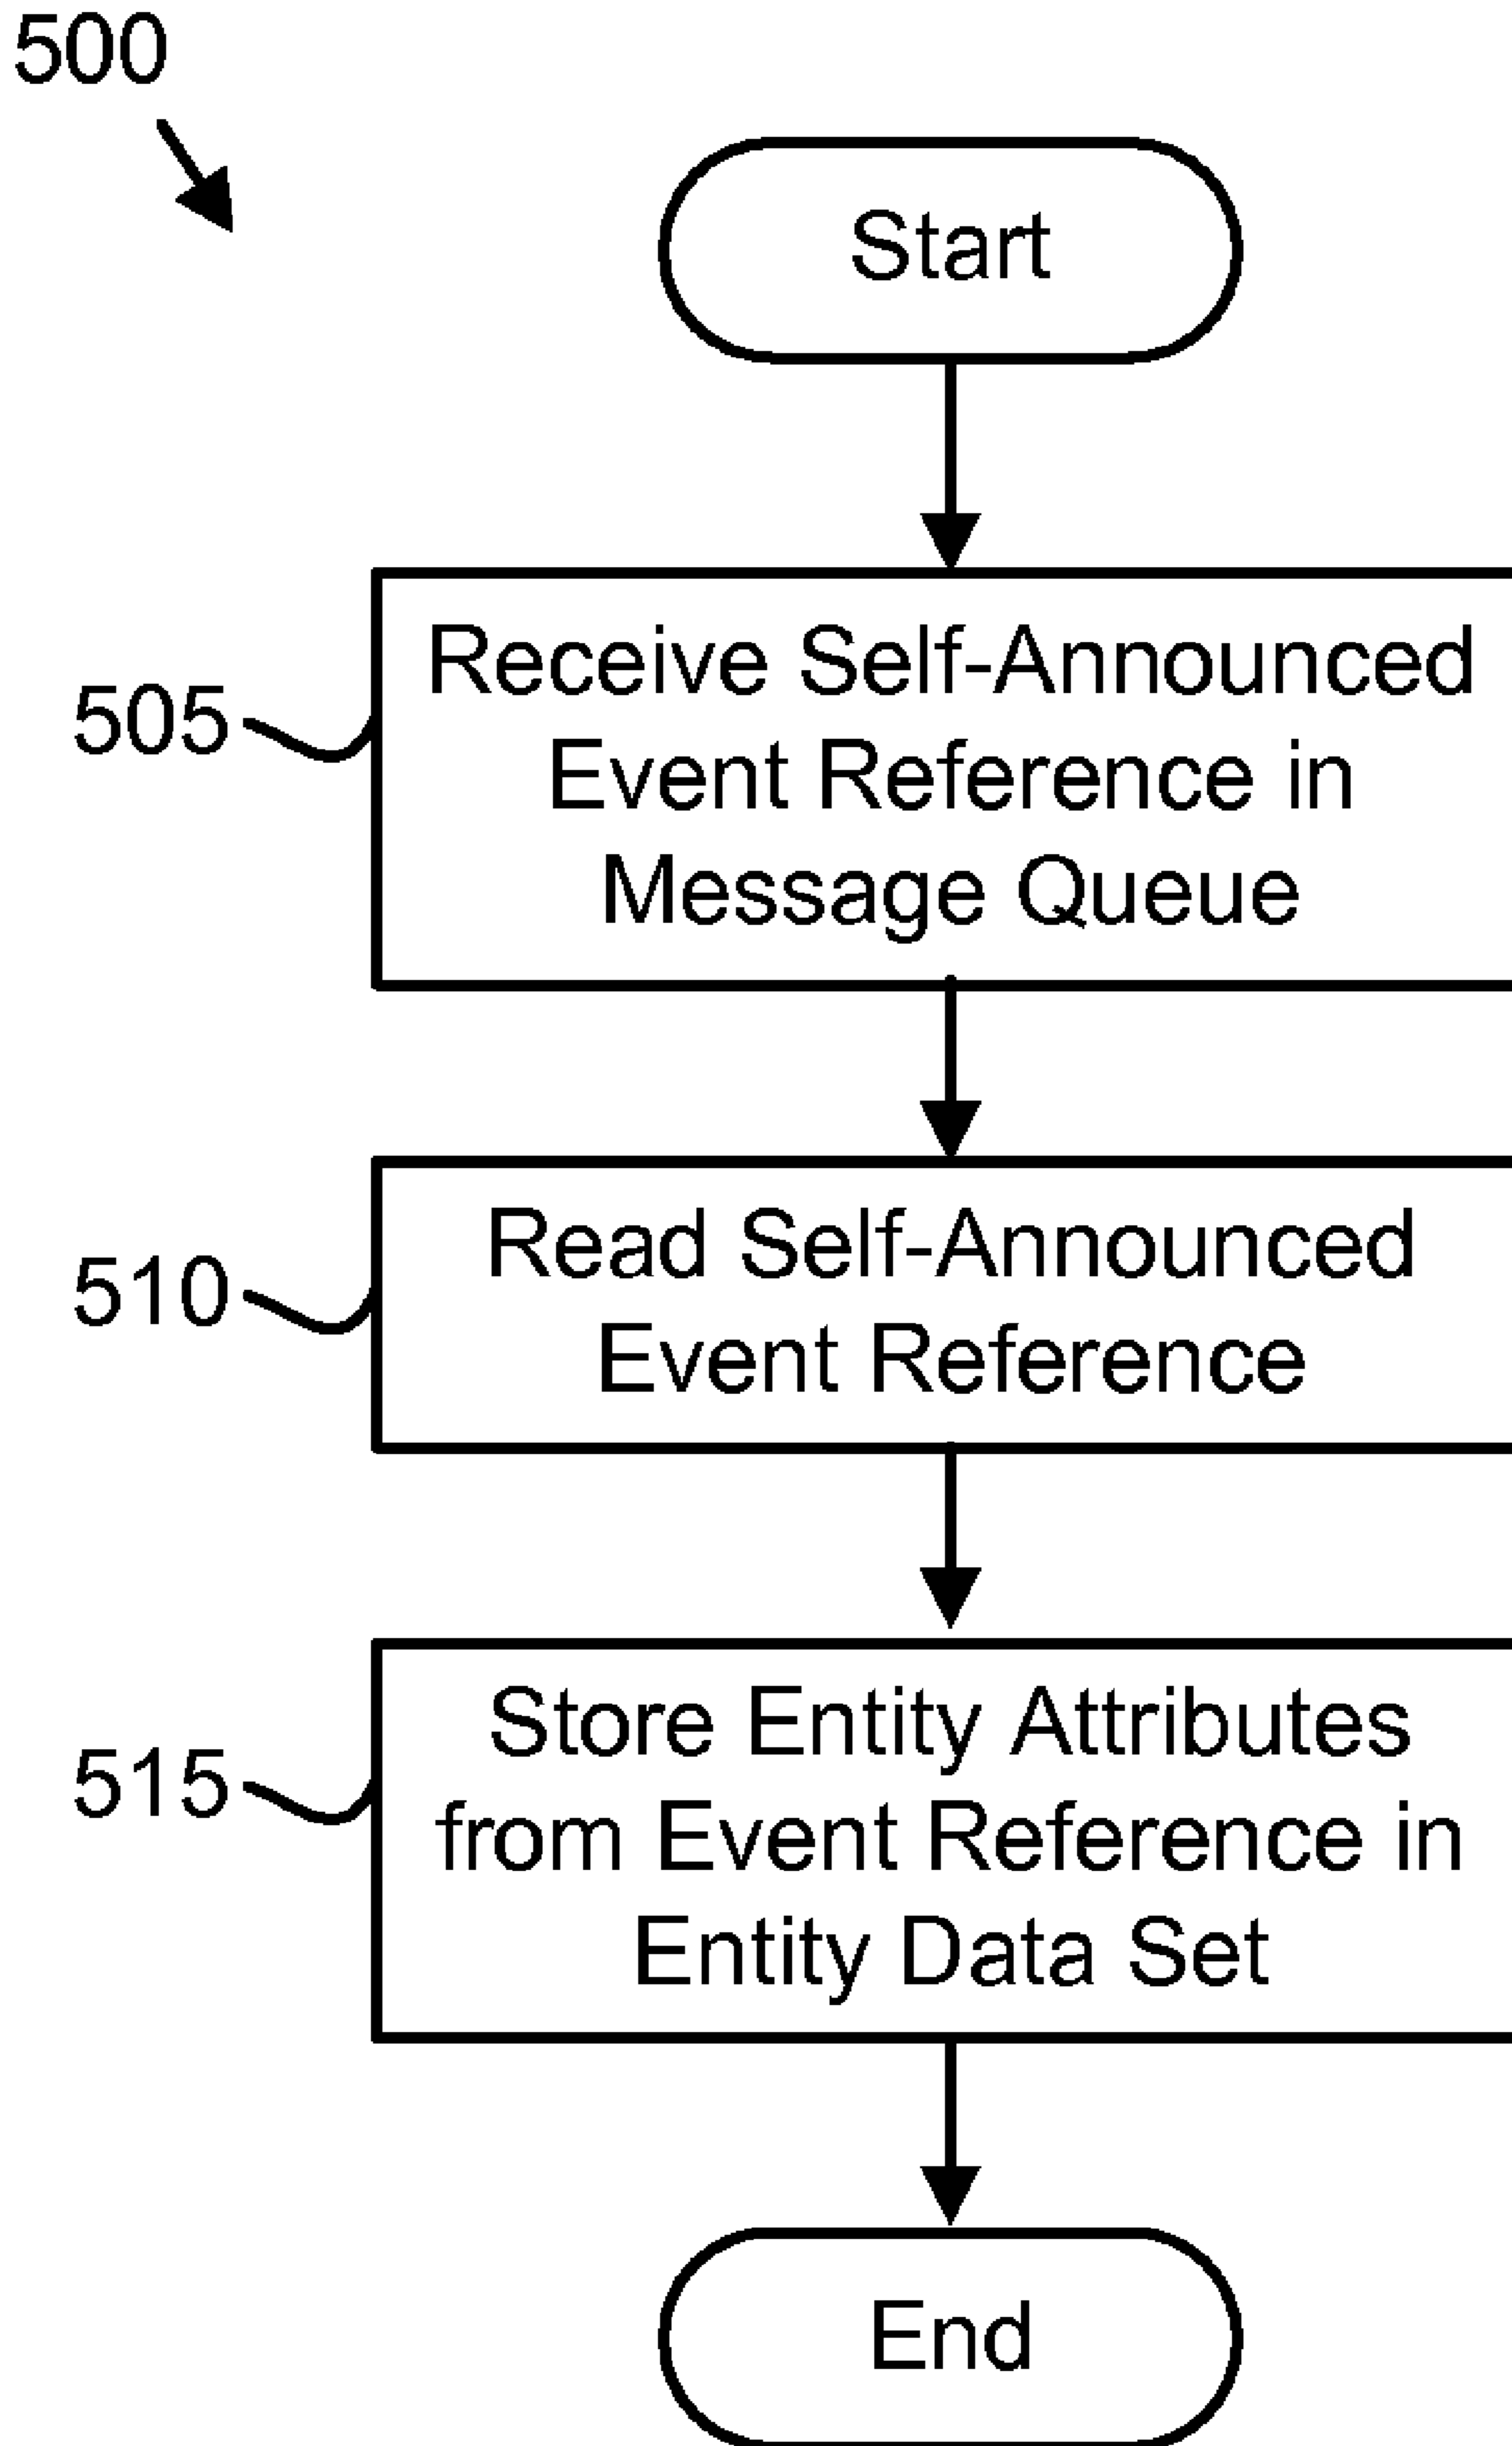 500
Start
505
Receive Self-Announced
Event Reference in
Message Queue
510
Read Self-Announced
Event Reference
515
Store Entity Attributes
from Event Reference in
Entity Data Set
End